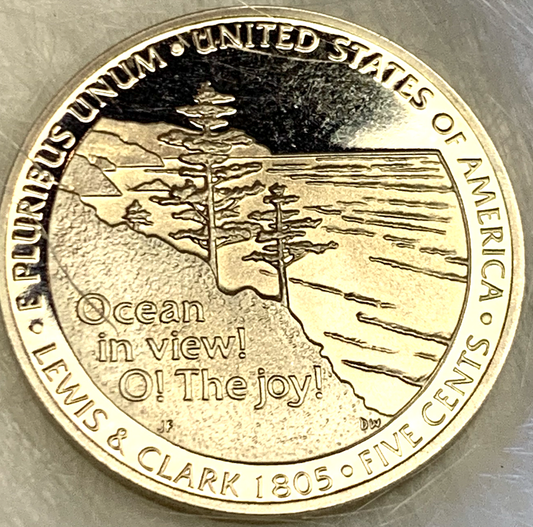 E PLURIBUS UNUM • UNITED STATES OF AMERICA •
Ocean
in view!
O! The joy!
JF
DW
• LEWIS & CLARK 1805 • FIVE CENTS